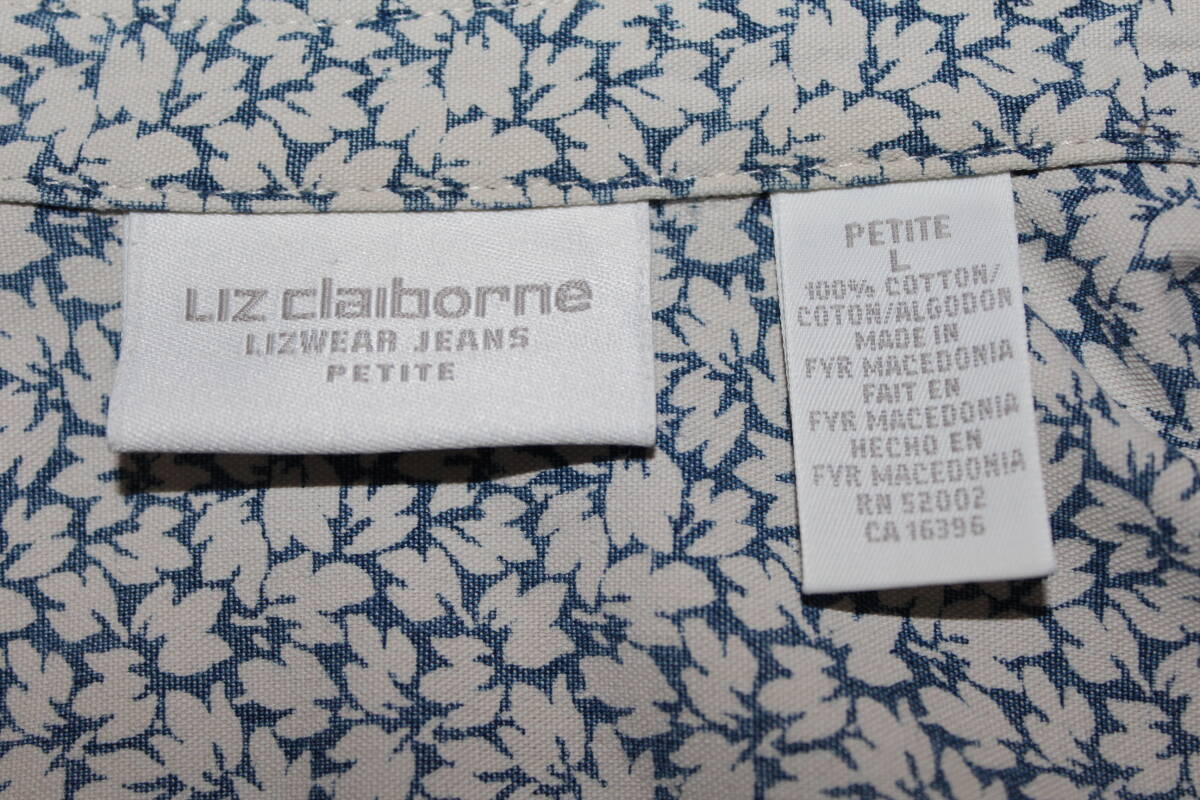 LIZ claiborne
LIZWEAR JEANS
PETITE
PETITE
L
100% COTTON/
COTON/ALGODON
MADE IN
FYR MACEDONIA
FAIT EN
FYR MACEDONIA
HECHO EN
FYR MACEDONIA
RN 52002
CA 16396